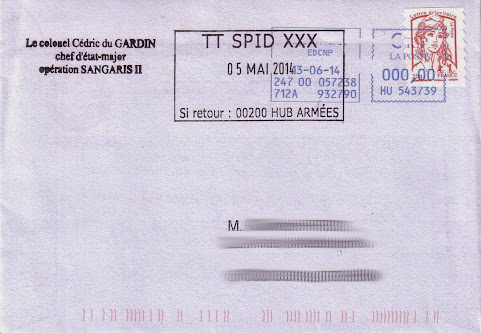 Le colonel Cédric du GARDIN
chef d'état-major
opération SANGARIS II
TT SPID XXX
05 MAI 2014
Si retour : 00200 HUB ARMÉES
EDCNP
13-06-14
247 00 057238
712A 932790
LA POSTE
000,00
HU 543739
Lettre prioritaire
FRANCE
M.